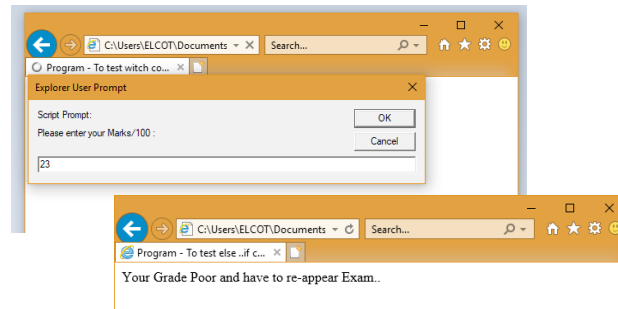 C:\Users\ELCOT\Documents
Search...
Program - To test witch co...
Explorer User Prompt
Script Prompt:
OK
Please enter your Marks/100 :
Cancel
23
C:\Users\ELCOT\Documents
Search...
Program - To test else ..if c...
Your Grade Poor and have to re-appear Exam..